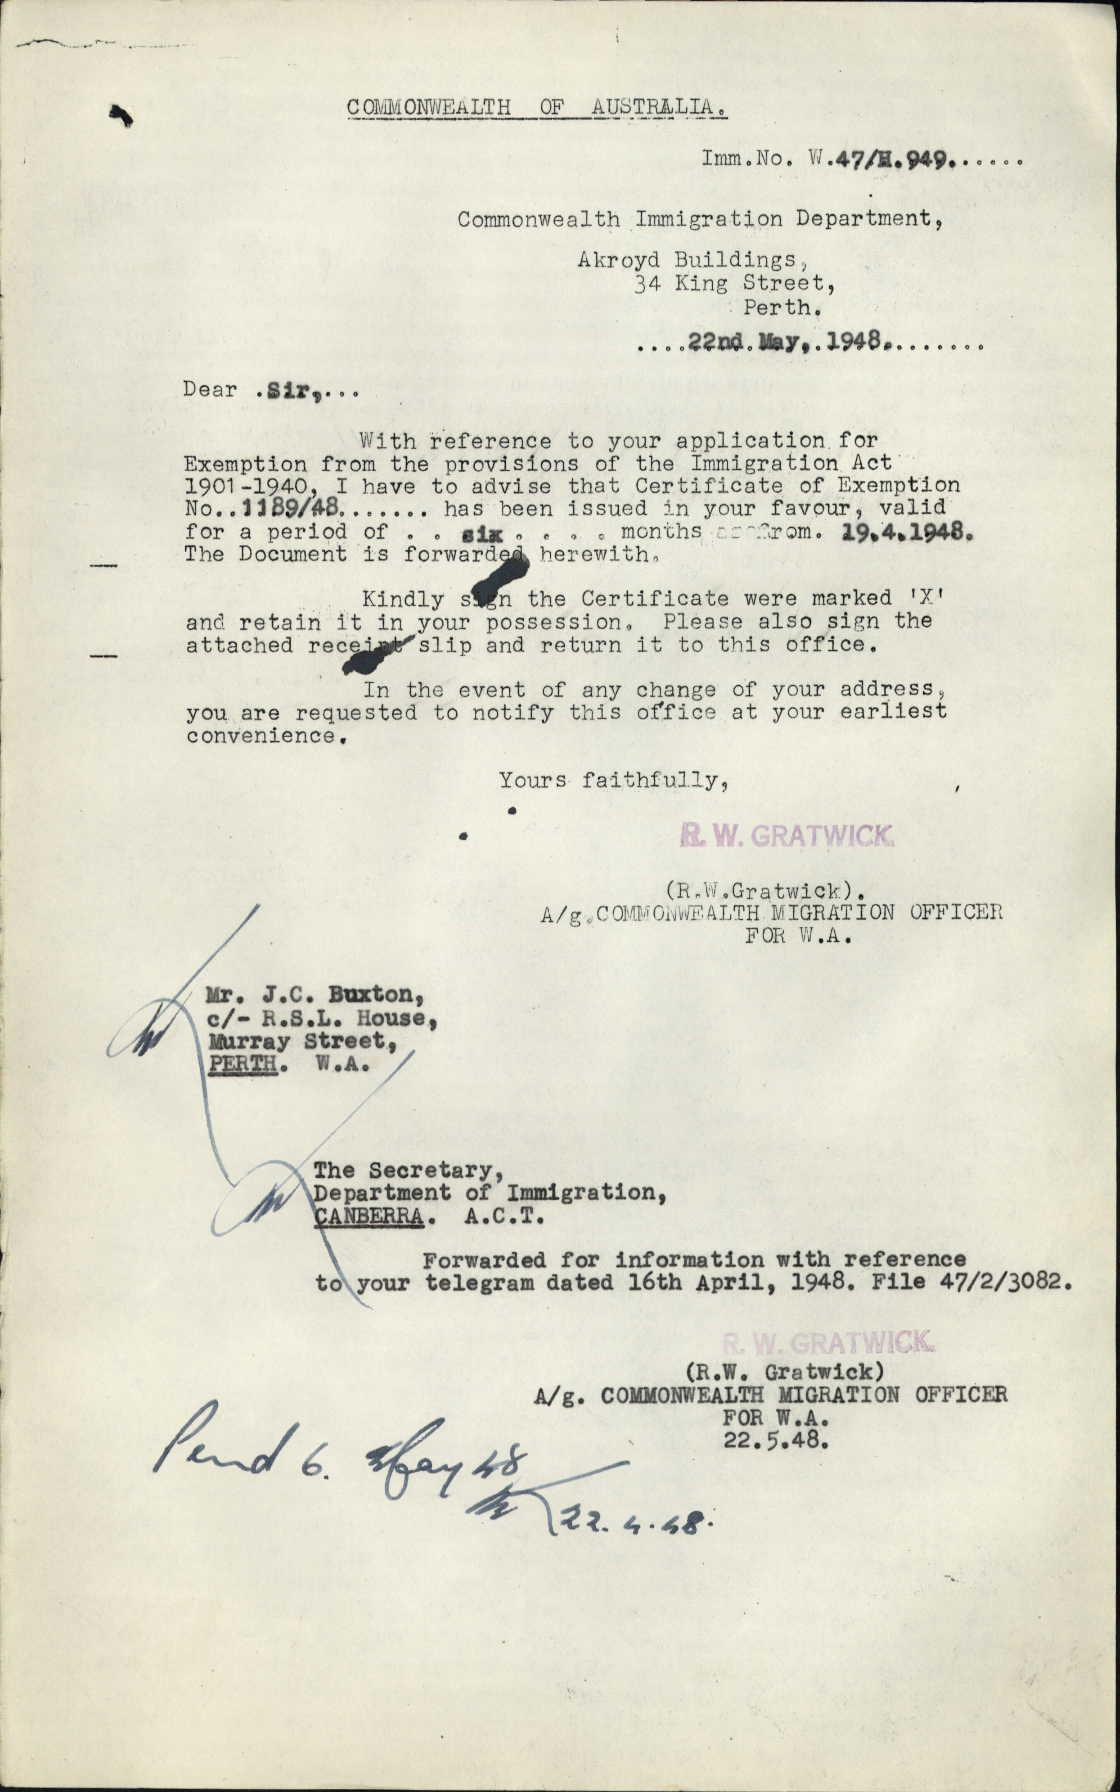 COMMONWEALTH OF AUSTRALIA.
Imm.No. W.47/H.949.......
Commonwealth Immigration Department,
Akroyd Buildings,
34 King Street,
Perth.
....22nd.May,.1948.........
Dear .Sir,...
With reference to your application for
Exemption from the provisions of the Immigration Act
1901-1940, I have to advise that Certificate of Exemption
No..1189/48....... has been issued in your favour, valid
for a period of . . six . . . . months from. 19.4.1948.
The Document is forwarded herewith.
Kindly sign the Certificate were marked 'X'
and retain it in your possession. Please also sign the
attached receipt slip and return it to this office.
In the event of any change of your address,
you are requested to notify this office at your earliest
convenience.
Yours faithfully,
R. W. GRATWICK.
(R.W.Gratwick).
A/g.COMMONWEALTH MIGRATION OFFICER
FOR W.A.
Mr. J.C. Buxton,
c/- R.S.L. House,
Murray Street,
PERTH. W.A.
The Secretary,
Department of Immigration,
CANBERRA. A.C.T.
Forwarded for information with reference
to your telegram dated 16th April, 1948. File 47/2/3082.
R. W. GRATWICK.
(R.W. Gratwick)
A/g. COMMONWEALTH MIGRATION OFFICER
FOR W.A.
22.5.48.
Pend 6. May 48
22.4.48.